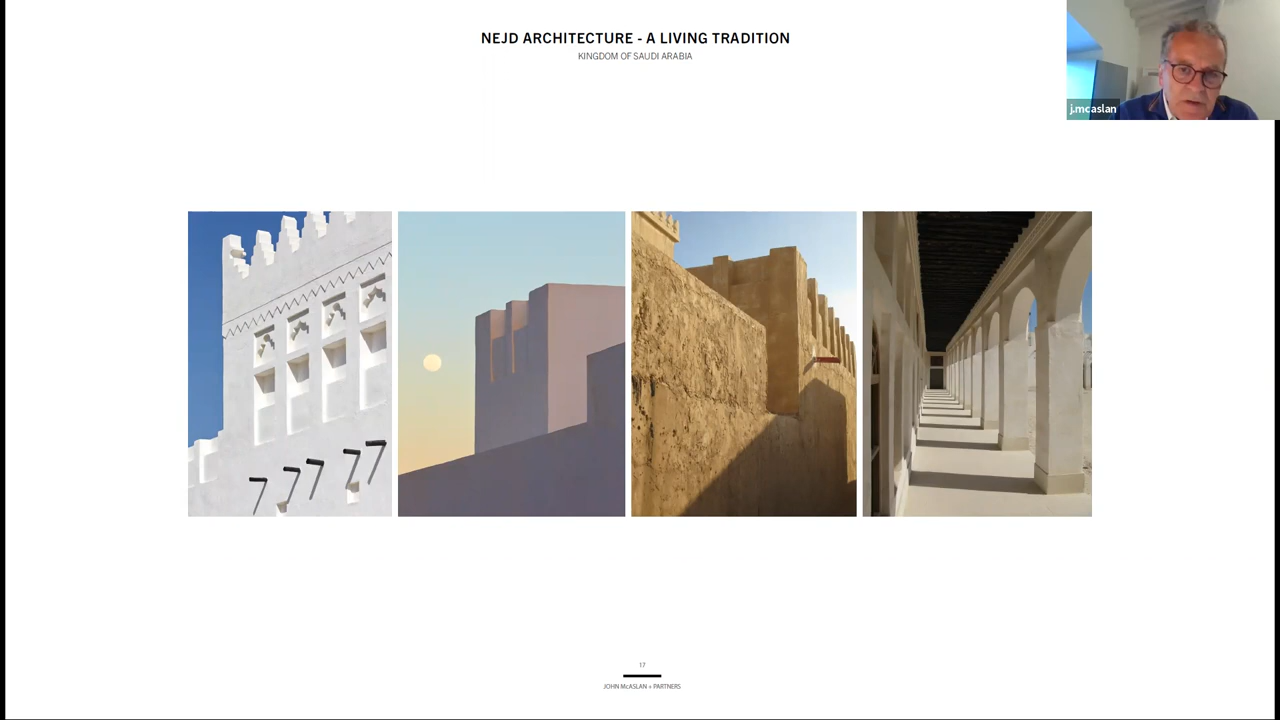 NEJD ARCHITECTURE - A LIVING TRADITION
KINGDOM OF SAUDI ARABIA
j.mcaslan
17
JOHN McASLAN + PARTNERS